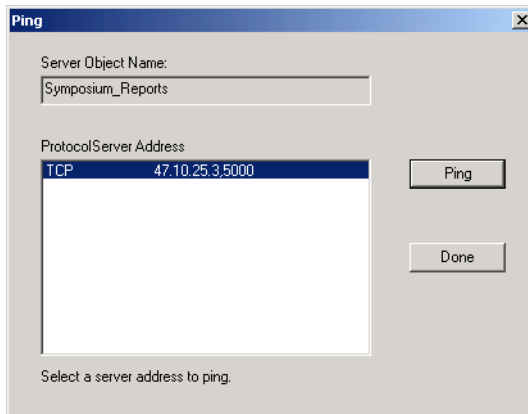 Ping
Server Object Name:
Symposium_Reports
ProtocolServer Address
TCP 47.10.25.3,5000
Ping
Done
Select a server address to ping.